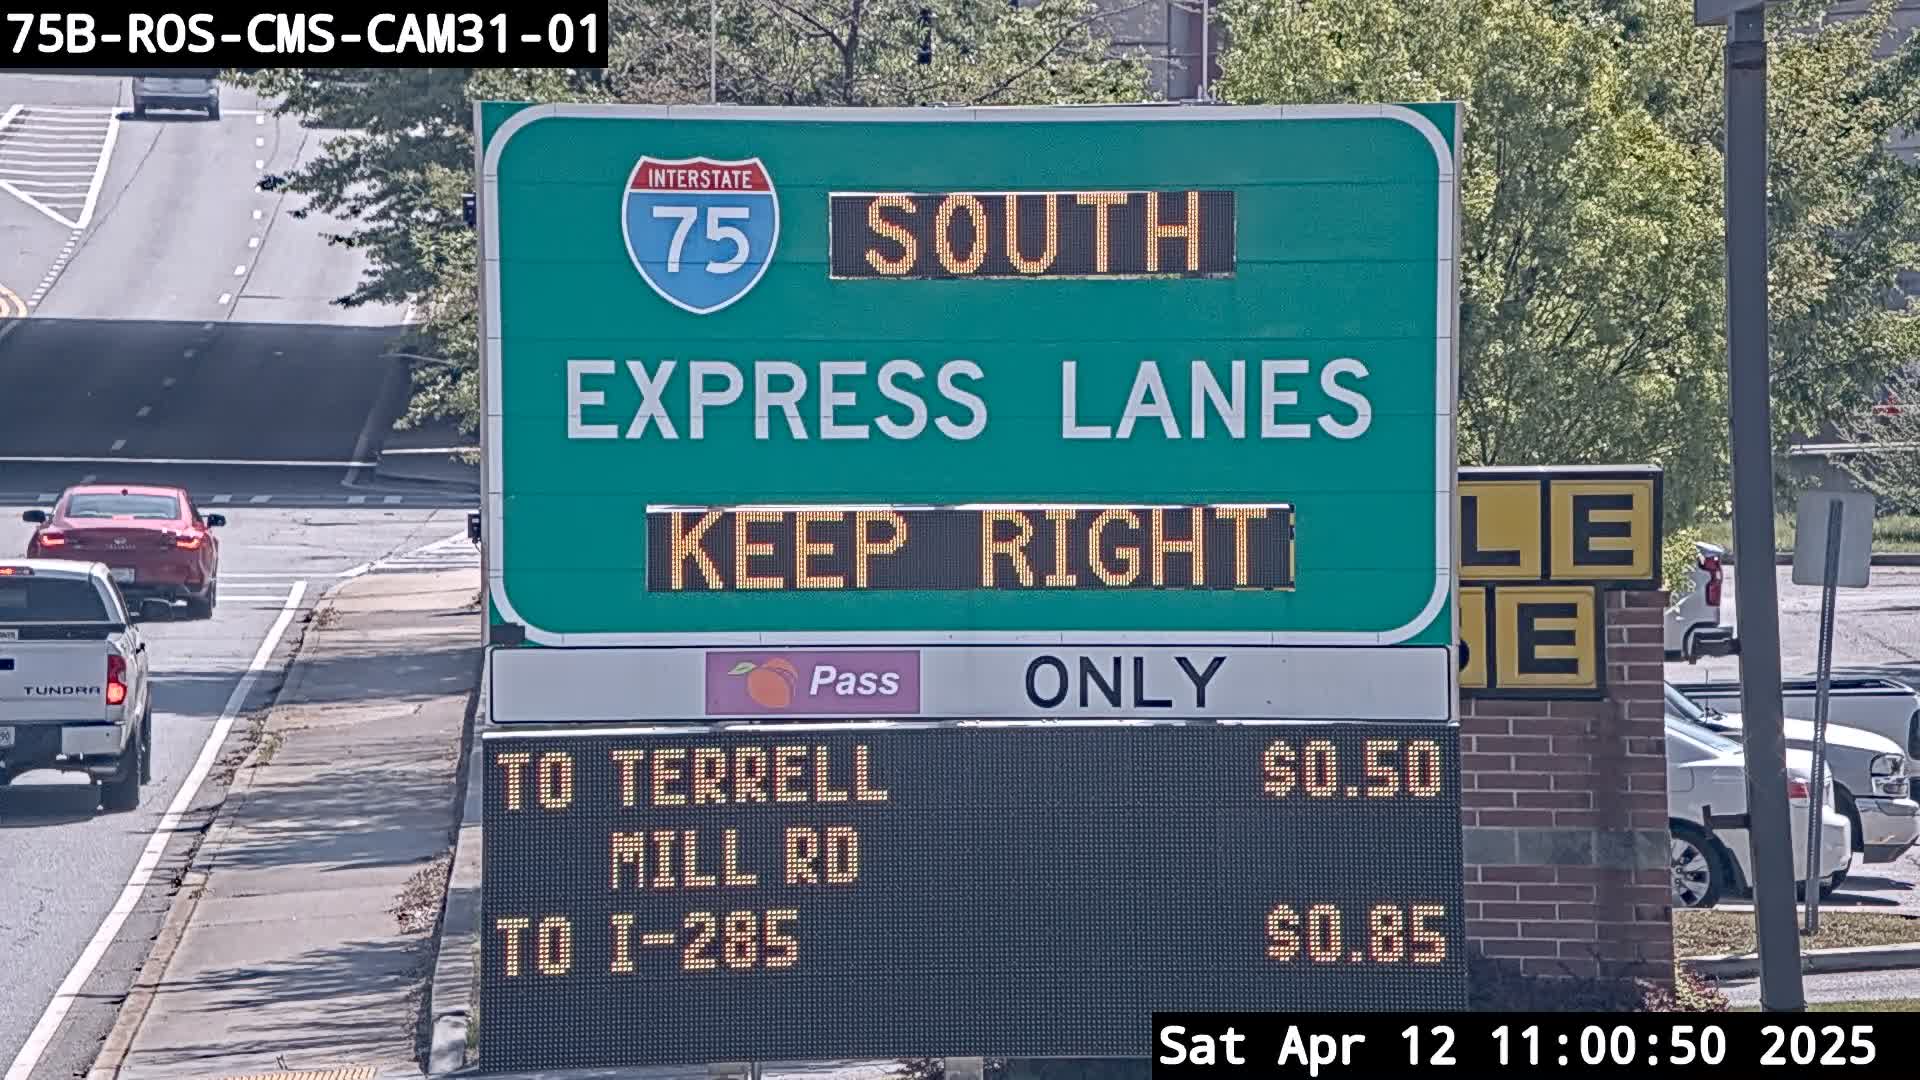 75B-ROS-CMS-CAM31-01
INTERSTATE
75
SOUTH
EXPRESS LANES
KEEP RIGHT
Pass ONLY
TO TERRELL $0.50
MILL RD
TO I-285 $0.85
LE
E
TUNDRA
Sat Apr 12 11:00:50 2025